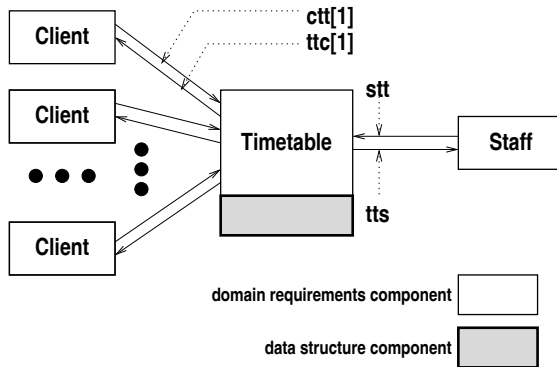 Client
ctt[1]
ttc[1]
Client
Timetable
stt
Staff
tts
Client
domain requirements component
data structure component